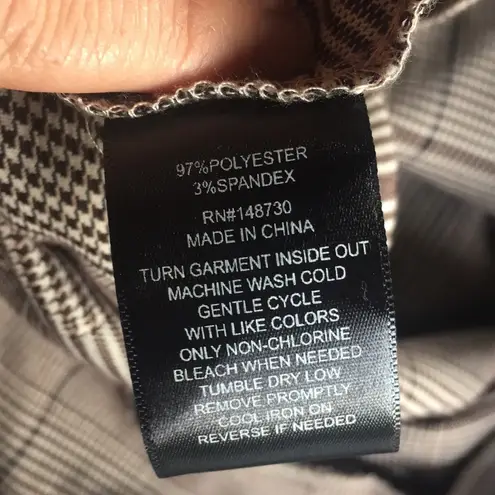 97%POLYESTER
3%SPANDEX
RN#148730
MADE IN CHINA
TURN GARMENT INSIDE OUT
MACHINE WASH COLD
GENTLE CYCLE
WITH LIKE COLORS
ONLY NON-CHLORINE
BLEACH WHEN NEEDED
TUMBLE DRY LOW
REMOVE PROMPTLY
COOL IRON ON
REVERSE IF NEEDED